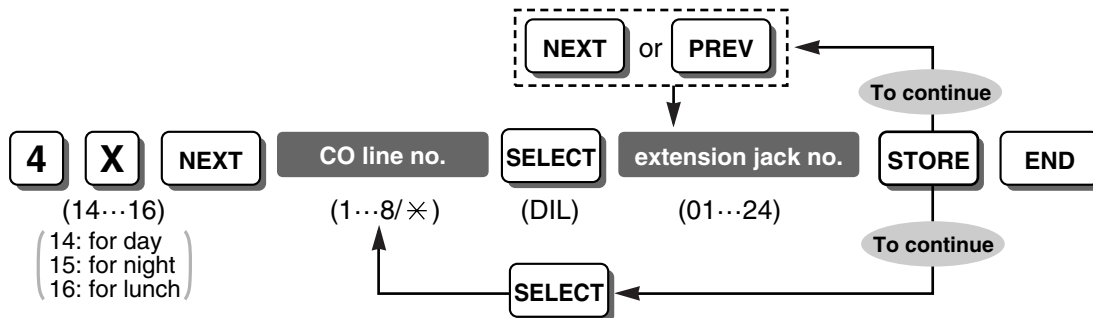 NEXT or PREV
To continue
4 X NEXT CO line no. SELECT extension jack no. STORE END
(14···16) (1···8/✳) (DIL) (01···24)
14: for day
15: for night
16: for lunch
To continue
SELECT